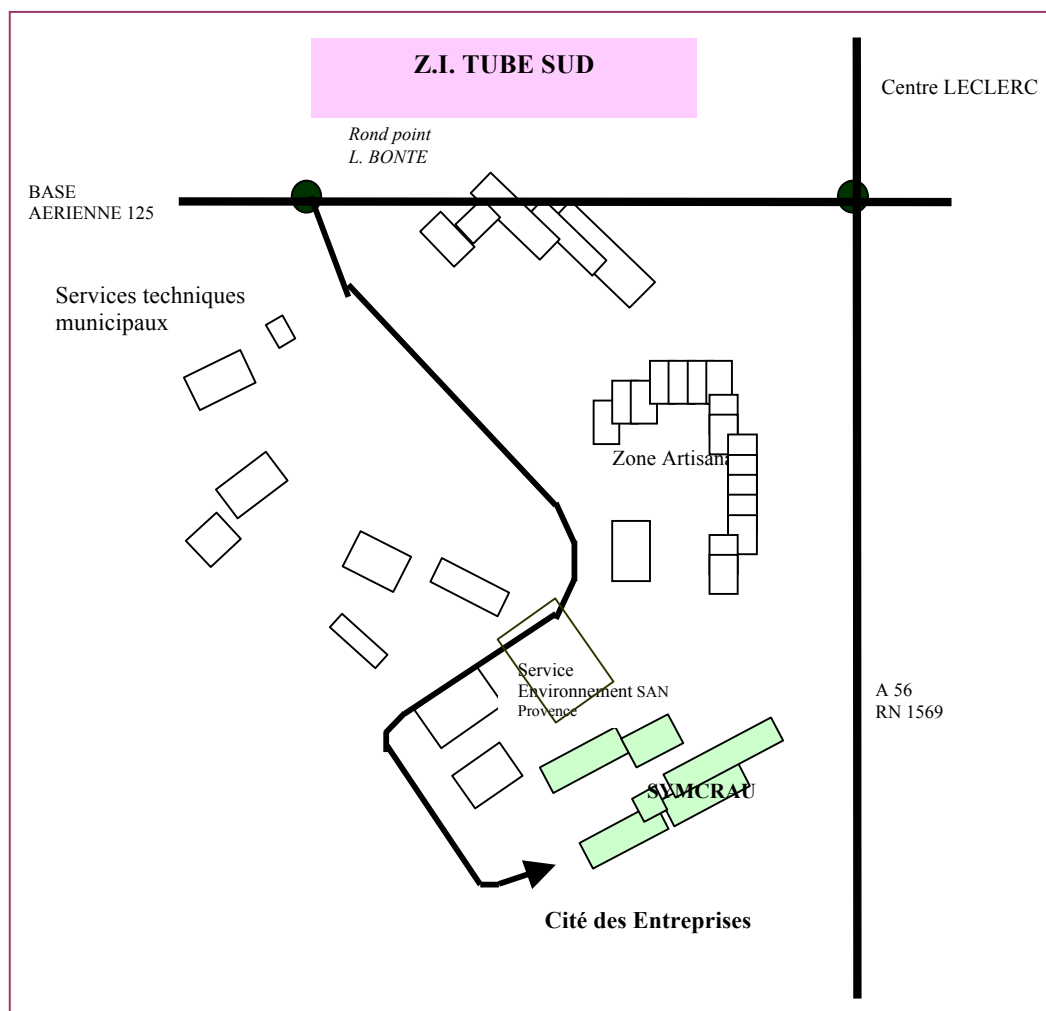 Z.I. TUBE SUD
Centre LECLERC
Rond point
L. BONTE
BASE
AERIENNE 125
Services techniques
municipaux
Zone Artisana
Service
Environnement SAN
Provence
A 56
RN 1569
SYMCRAU
Cité des Entreprises